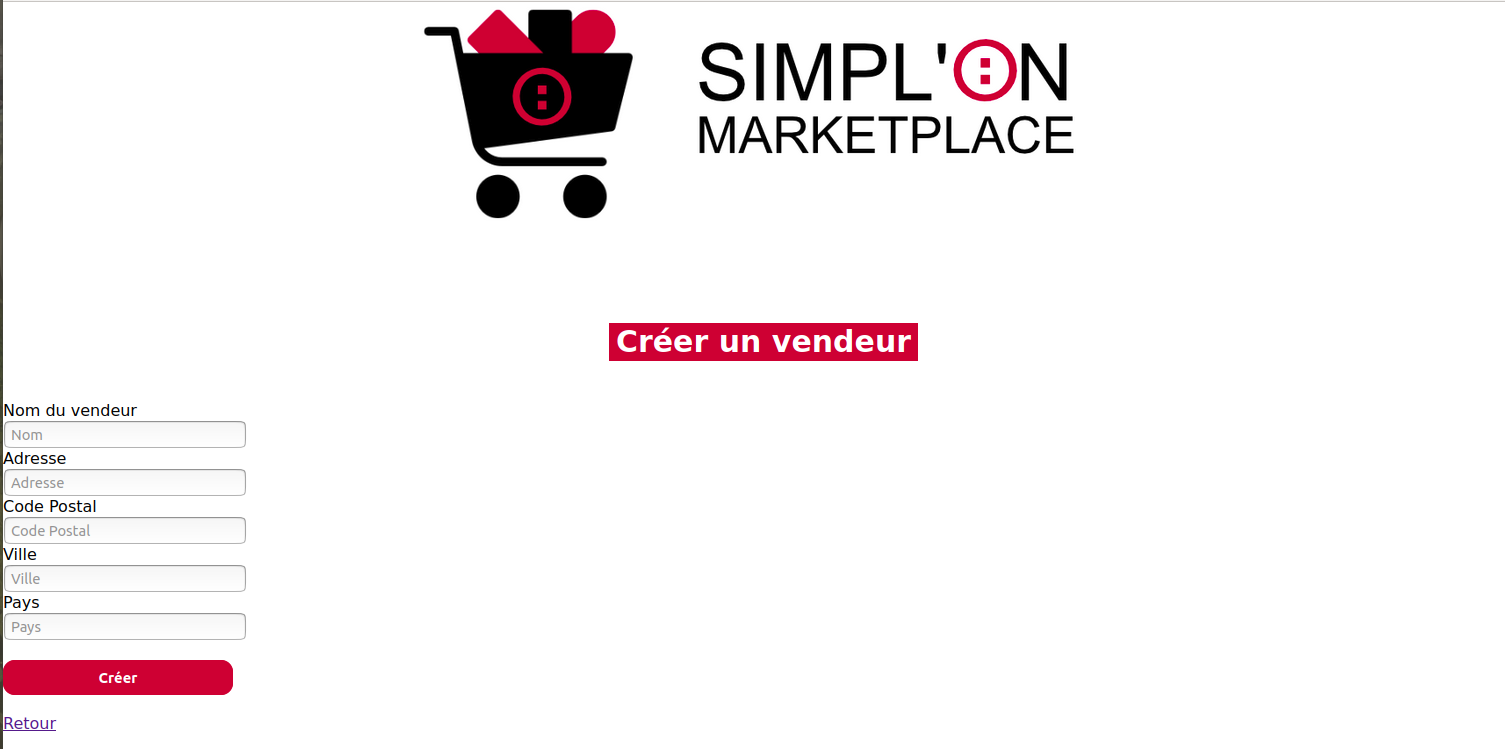 SIMPL'ON
MARKETPLACE
Créer un vendeur
Nom du vendeur
Nom
Adresse
Adresse
Code Postal
Code Postal
Ville
Ville
Pays
Pays
Créer
Retour